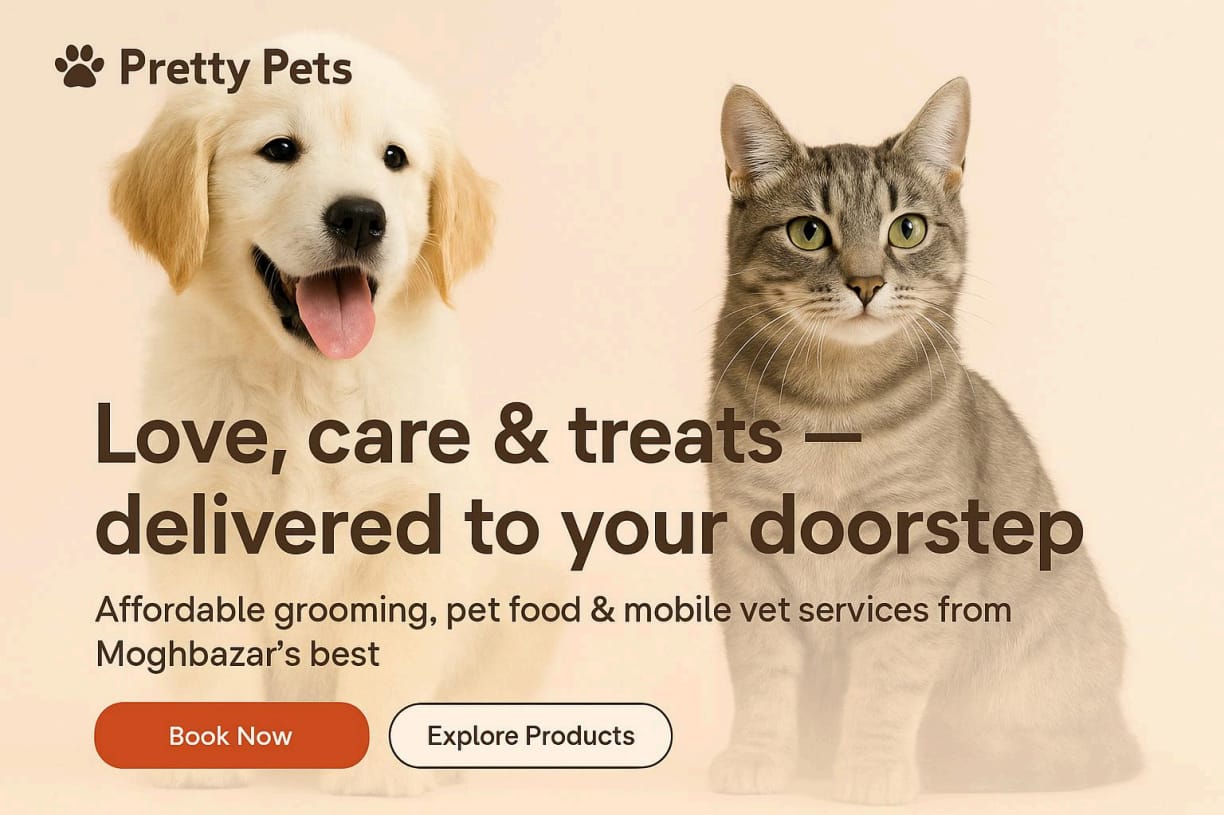 Pretty Pets
Love, care & treats —
delivered to your doorstep
Affordable grooming, pet food & mobile vet services from
Moghbazar’s best
Book Now
Explore Products